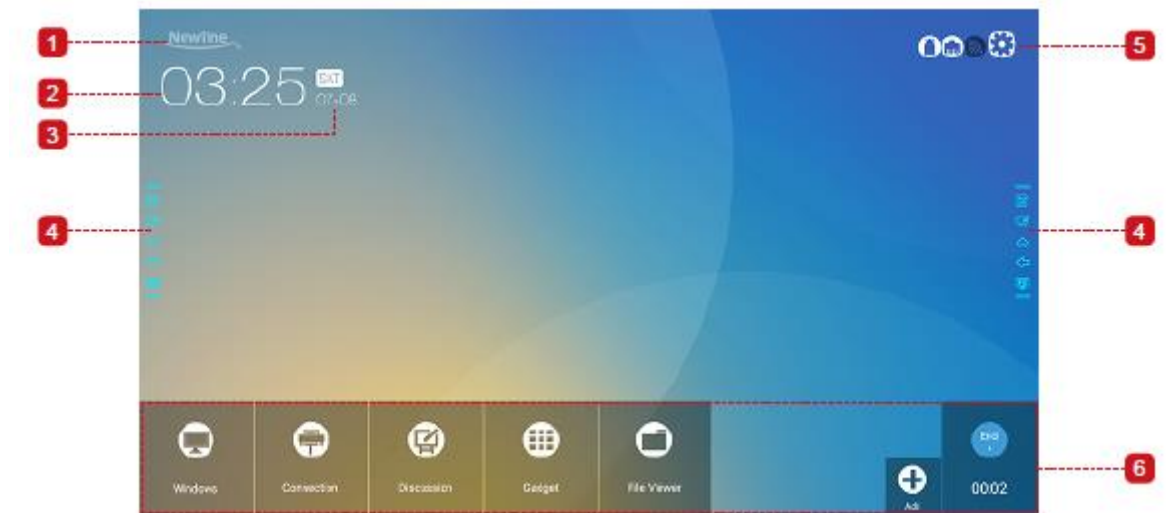 1
Newline
5
03:25 SAT
2
07-08
3
4
4
Windows
Connection
Discussion
Gadget
File Viewer
Add
END
00:02
6